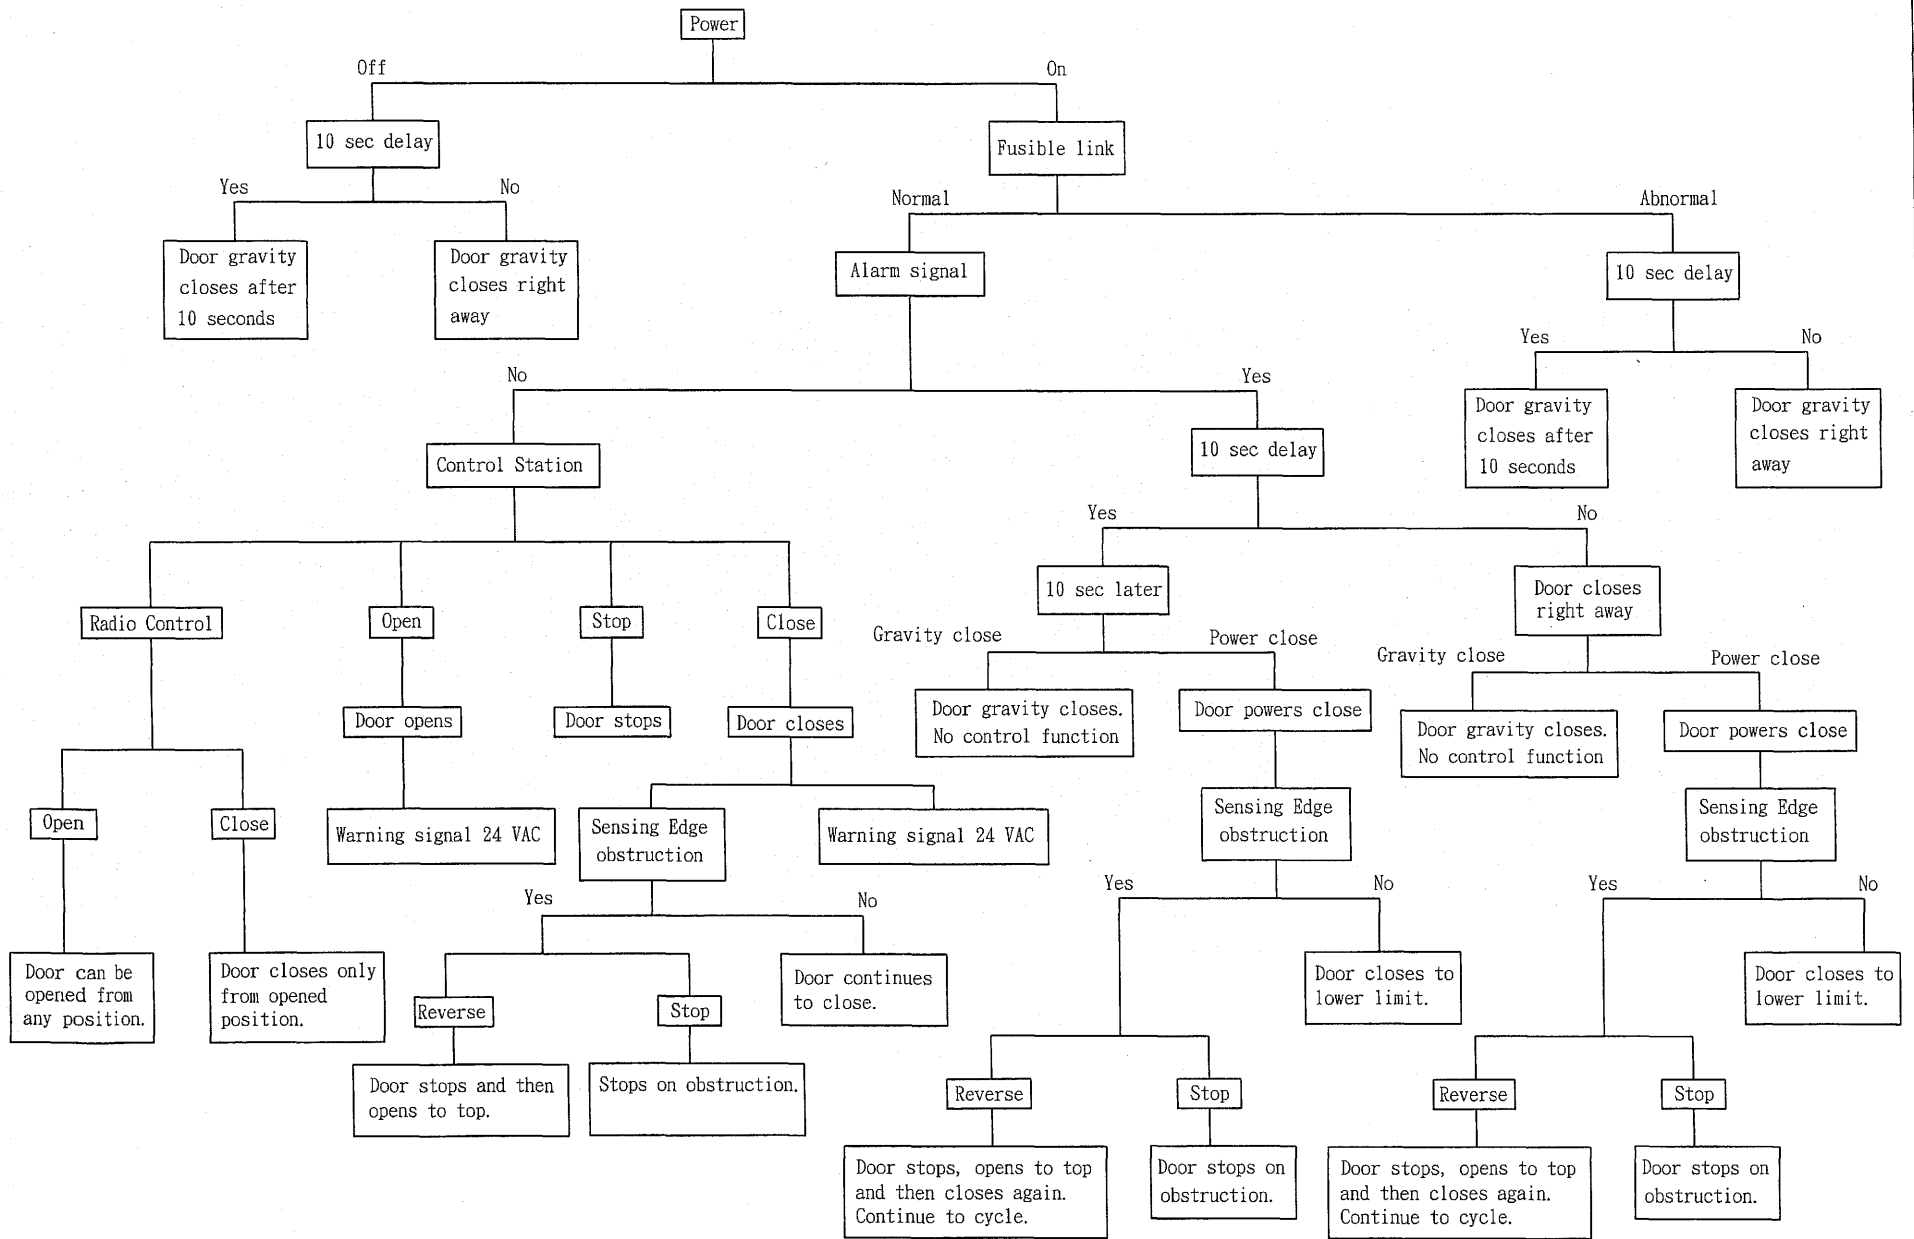 Power
Off
On
10 sec delay
Fusible link
Yes
No
Normal
Abnormal
Door gravity
closes after
10 seconds
Door gravity
closes right
away
Alarm signal
10 sec delay
Yes
No
No
Yes
Door gravity
closes after
10 seconds
Door gravity
closes right
away
Control Station
10 sec delay
Yes
No
10 sec later
Door closes
right away
Radio Control
Open
Stop
Close
Gravity close
Power close
Gravity close
Power close
Door opens
Door stops
Door closes
Door gravity closes.
No control function
Door powers close
Door gravity closes.
No control function
Door powers close
Open
Close
Warning signal 24 VAC
Sensing Edge
obstruction
Warning signal 24 VAC
Sensing Edge
obstruction
Sensing Edge
obstruction
Yes
No
Yes
No
Yes
No
Door can be
opened from
any position.
Door closes only
from opened
position.
Reverse
Stop
Door continues
to close.
Door closes to
lower limit.
Door closes to
lower limit.
Door stops and then
opens to top.
Stops on obstruction.
Reverse
Stop
Reverse
Stop
Door stops, opens to top
and then closes again.
Continue to cycle.
Door stops on
obstruction.
Door stops, opens to top
and then closes again.
Continue to cycle.
Door stops on
obstruction.